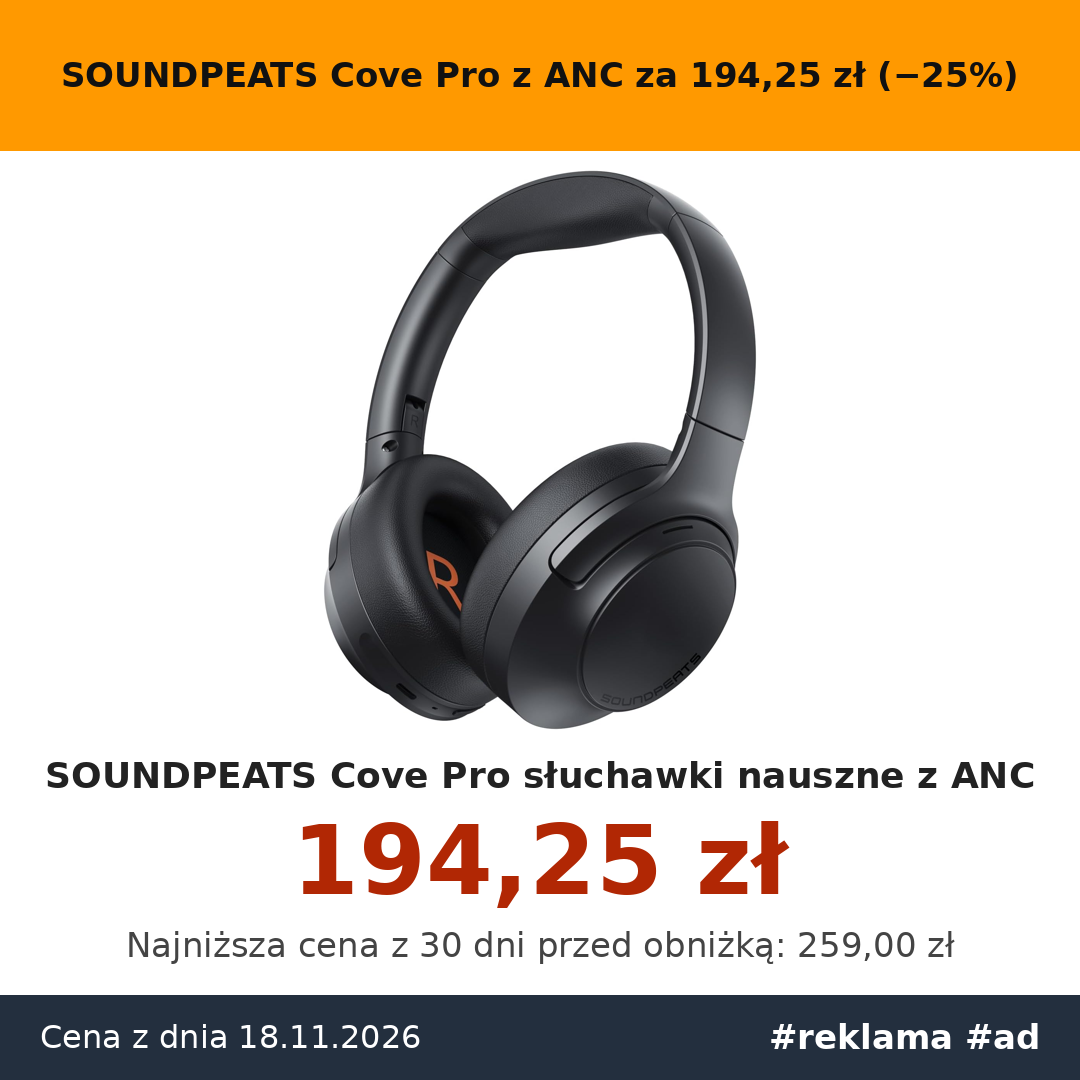 SOUNDPEATS Cove Pro z ANC za 194,25 zł (−25%)
R
R
SOUNDPEATS
SOUNDPEATS Cove Pro słuchawki nauszne z ANC
194,25 zł
Najniższa cena z 30 dni przed obniżką: 259,00 zł
Cena z dnia 18.11.2026
#reklama #ad